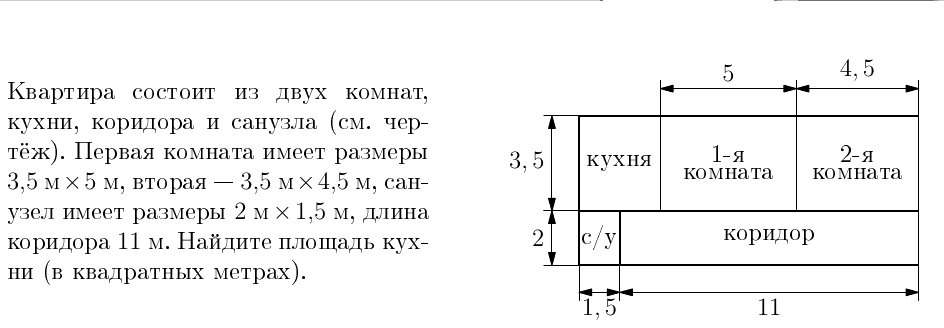 Квартира состоит из двух комнат,
кухни, коридора и санузла (см. чер-
тёж). Первая комната имеет размеры
3,5 м × 5 м, вторая — 3,5 м × 4,5 м, сан-
узел имеет размеры 2 м × 1,5 м, длина
коридора 11 м. Найдите площадь кух-
ни (в квадратных метрах).
5
4,5
3,5
кухня
1-я
комната
2-я
комната
2
с/у
коридор
1,5
11